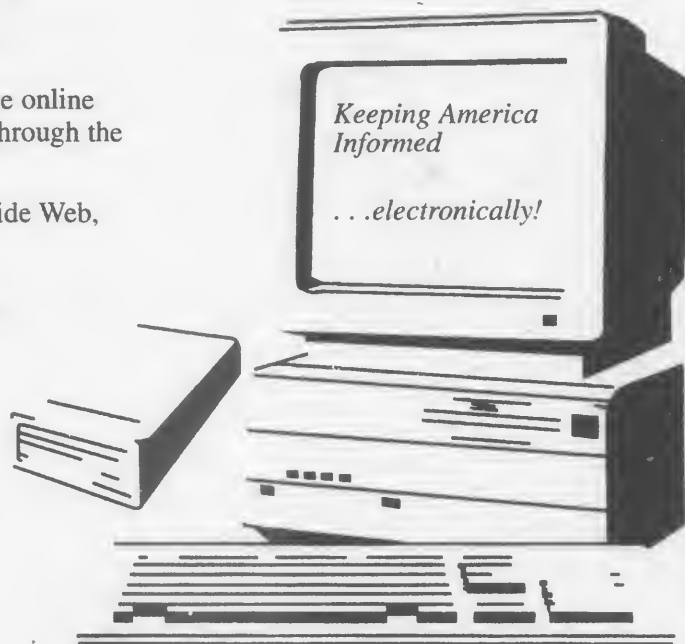 e online
hrough the
ide Web,
Keeping America
Informed
. . .electronically!